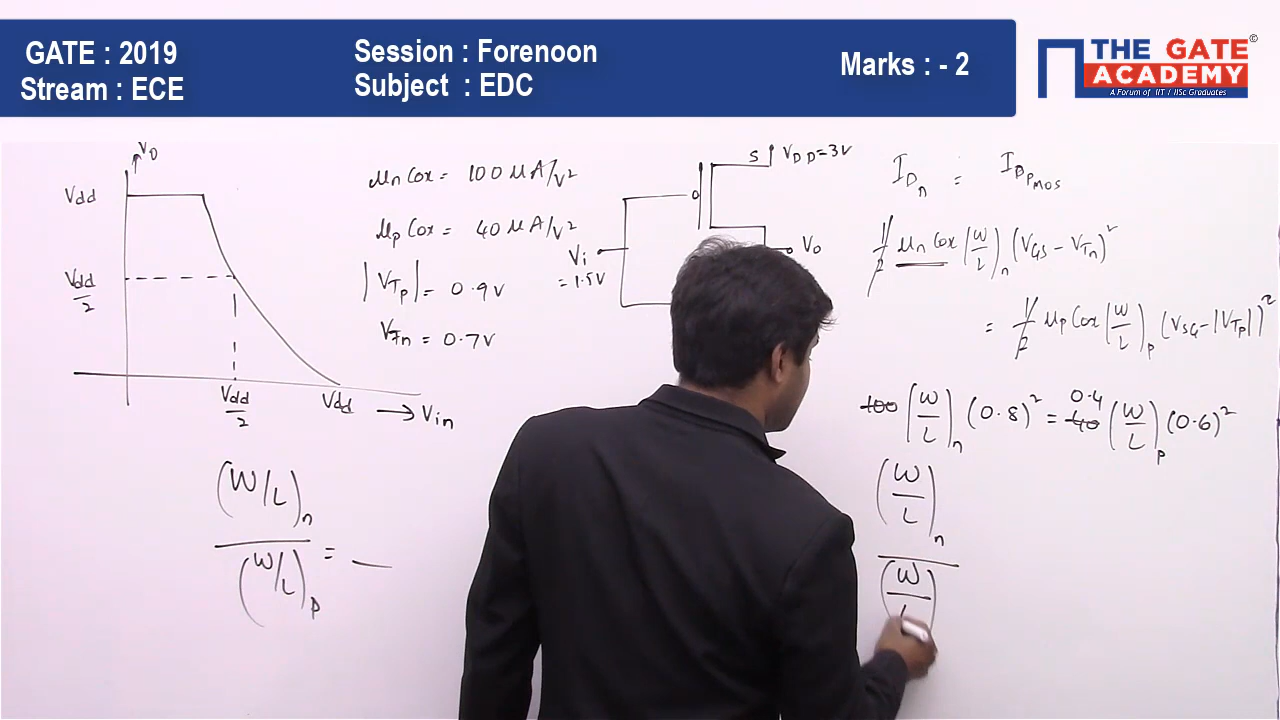 GATE : 2019
Stream : ECE
Session : Forenoon
Subject : EDC
Marks : - 2
THE GATE ACADEMY
©
A Forum of IIT / IISc Graduates
V0
Vdd
Vdd/2
Vdd/2
Vdd
→ Vin
μn Cox = 100 μA/V²
μp Cox = 40 μA/V²
|VTp| = 0.9V
VTn = 0.7V
S
VDD=3V
Vi
= 1.5V
V0
IDn = IDPMOS
1/2 μn Cox (W/L)n (VGS - VTn)²
= 1/2 μp Cox (W/L)p (VSG - |VTp|)²
0.4
100 (W/L)n (0.8)² = 40 (W/L)p (0.6)²
(W/L)n
(W/L)p
= —
(W/L)n
(W/L)